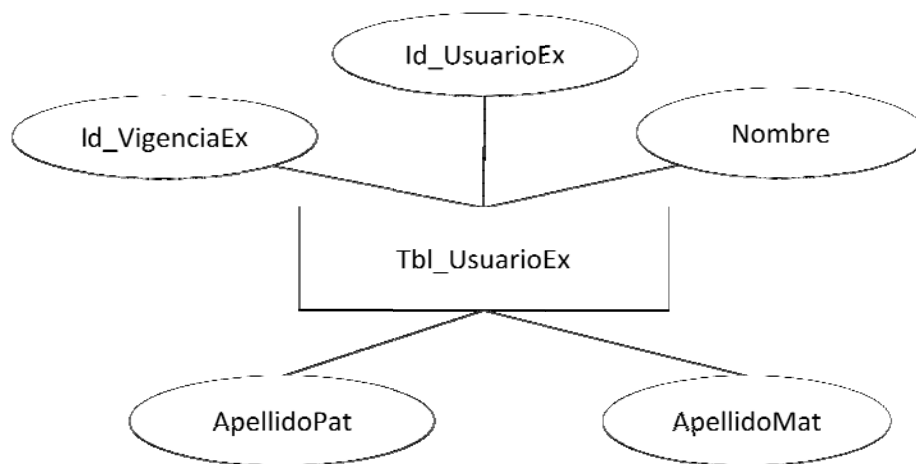 Id_UsuarioEx
Id_VigenciaEx
Nombre
Tbl_UsuarioEx
ApellidoPat
ApellidoMat